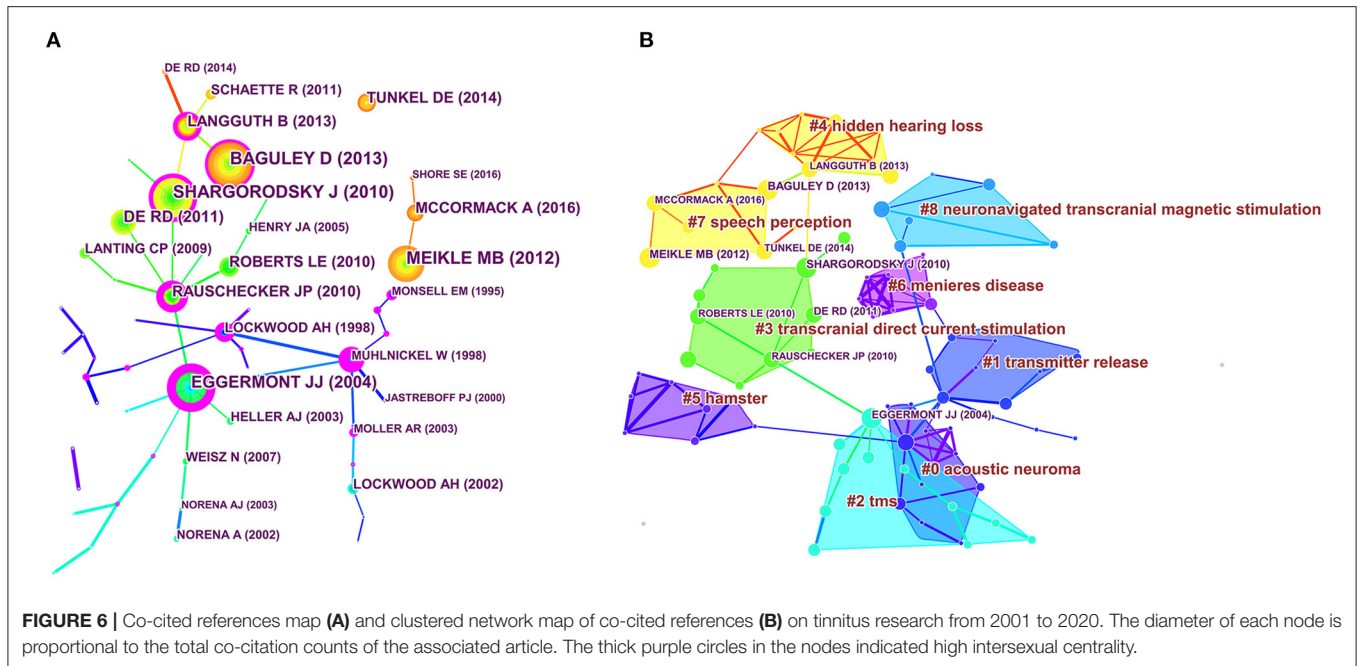 A
DE RD (2014)
SCHAETTE R (2011)
TUNKEL DE (2014)
LANGGUTH B (2013)
BAGULEY D (2013)
SHORE SE (2016)
SHARGORODSKY J (2010)
MCCORMACK A (2016)
DE RD (2011)
HENRY JA (2005)
LANTING CP (2009)
MEIKLE MB (2012)
ROBERTS LE (2010)
RAUSCHECKER JP (2010)
MONSELL EM (1995)
LOCKWOOD AH (1998)
MUHLNICKEL W (1998)
EGGERMONT JJ (2004)
JASTREBOFF PJ (2000)
HELLER AJ (2003)
MOLLER AR (2003)
WEISZ N (2007)
LOCKWOOD AH (2002)
NORENA AJ (2003)
NORENA A (2002)
B
#4 hidden hearing loss
LANGGUTH B (2013)
BAGULEY D (2013)
MCCORMACK A (2016)
#8 neuronavigated transcranial magnetic stimulation
#7 speech perception
TUNKEL DE (2014)
MEIKLE MB (2012)
SHARGORODSKY J (2010)
#6 menieres disease
DE RD (2011)
ROBERTS LE (2010)
#3 transcranial direct current stimulation
RAUSCHECKER JP (2010)
#1 transmitter release
#5 hamster
EGGERMONT JJ (2004)
#0 acoustic neuroma
#2 tms
FIGURE 6 | Co-cited references map (A) and clustered network map of co-cited references (B) on tinnitus research from 2001 to 2020. The diameter of each node is
proportional to the total co-citation counts of the associated article. The thick purple circles in the nodes indicated high intersexual centrality.